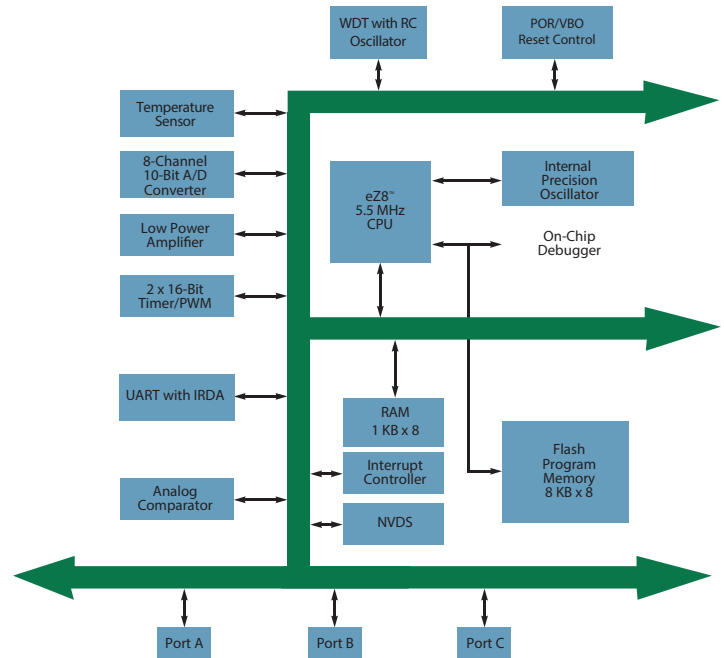 WDT with RC
Oscillator
POR/VBO
Reset Control
Temperature
Sensor
8-Channel
10-Bit A/D
Converter
eZ8™
5.5 MHz
CPU
Internal
Precision
Oscillator
Low Power
Amplifier
On-Chip
Debugger
2 x 16-Bit
Timer/PWM
UART with IRDA
RAM
1 KB x 8
Interrupt
Controller
Flash
Program
Memory
8 KB x 8
Analog
Comparator
NVDS
Port A
Port B
Port C